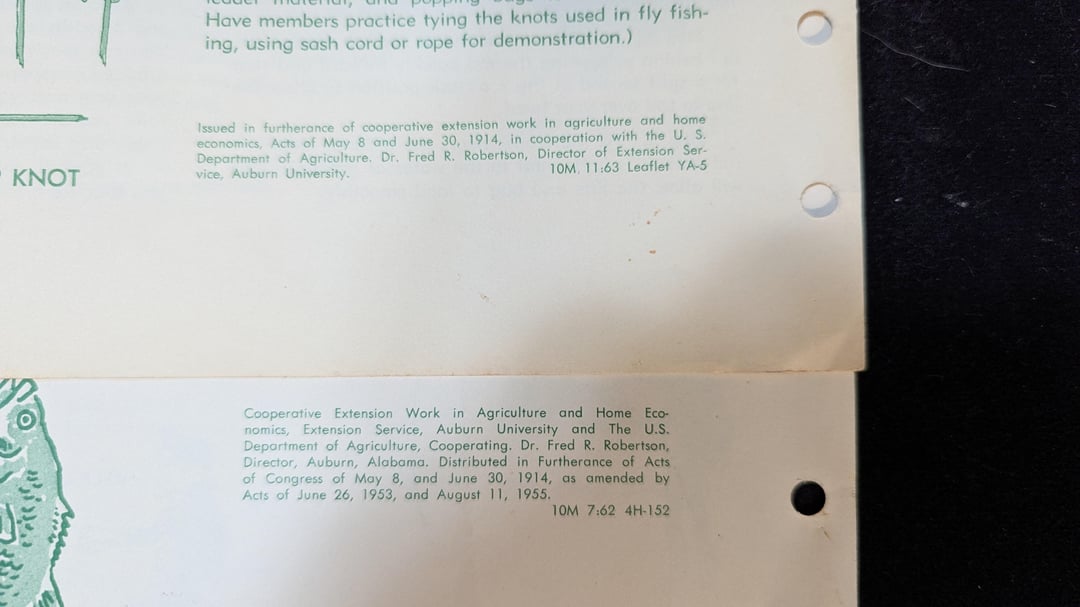 leader material, and popping bugs
Have members practice tying the knots used in fly fish-
ing, using sash cord or rope for demonstration.)
KNOT
Issued in furtherance of cooperative extension work in agriculture and home
economics, Acts of May 8 and June 30, 1914, in cooperation with the U. S.
Department of Agriculture. Dr. Fred R. Robertson, Director of Extension Ser-
vice, Auburn University. 10M, 11:63 Leaflet YA-5
Cooperative Extension Work in Agriculture and Home Eco-
nomics, Extension Service, Auburn University and The U.S.
Department of Agriculture, Cooperating. Dr. Fred R. Robertson,
Director, Auburn, Alabama. Distributed in Furtherance of Acts
of Congress of May 8, and June 30, 1914, as amended by
Acts of June 26, 1953, and August 11, 1955.
10M 7:62 4H-152